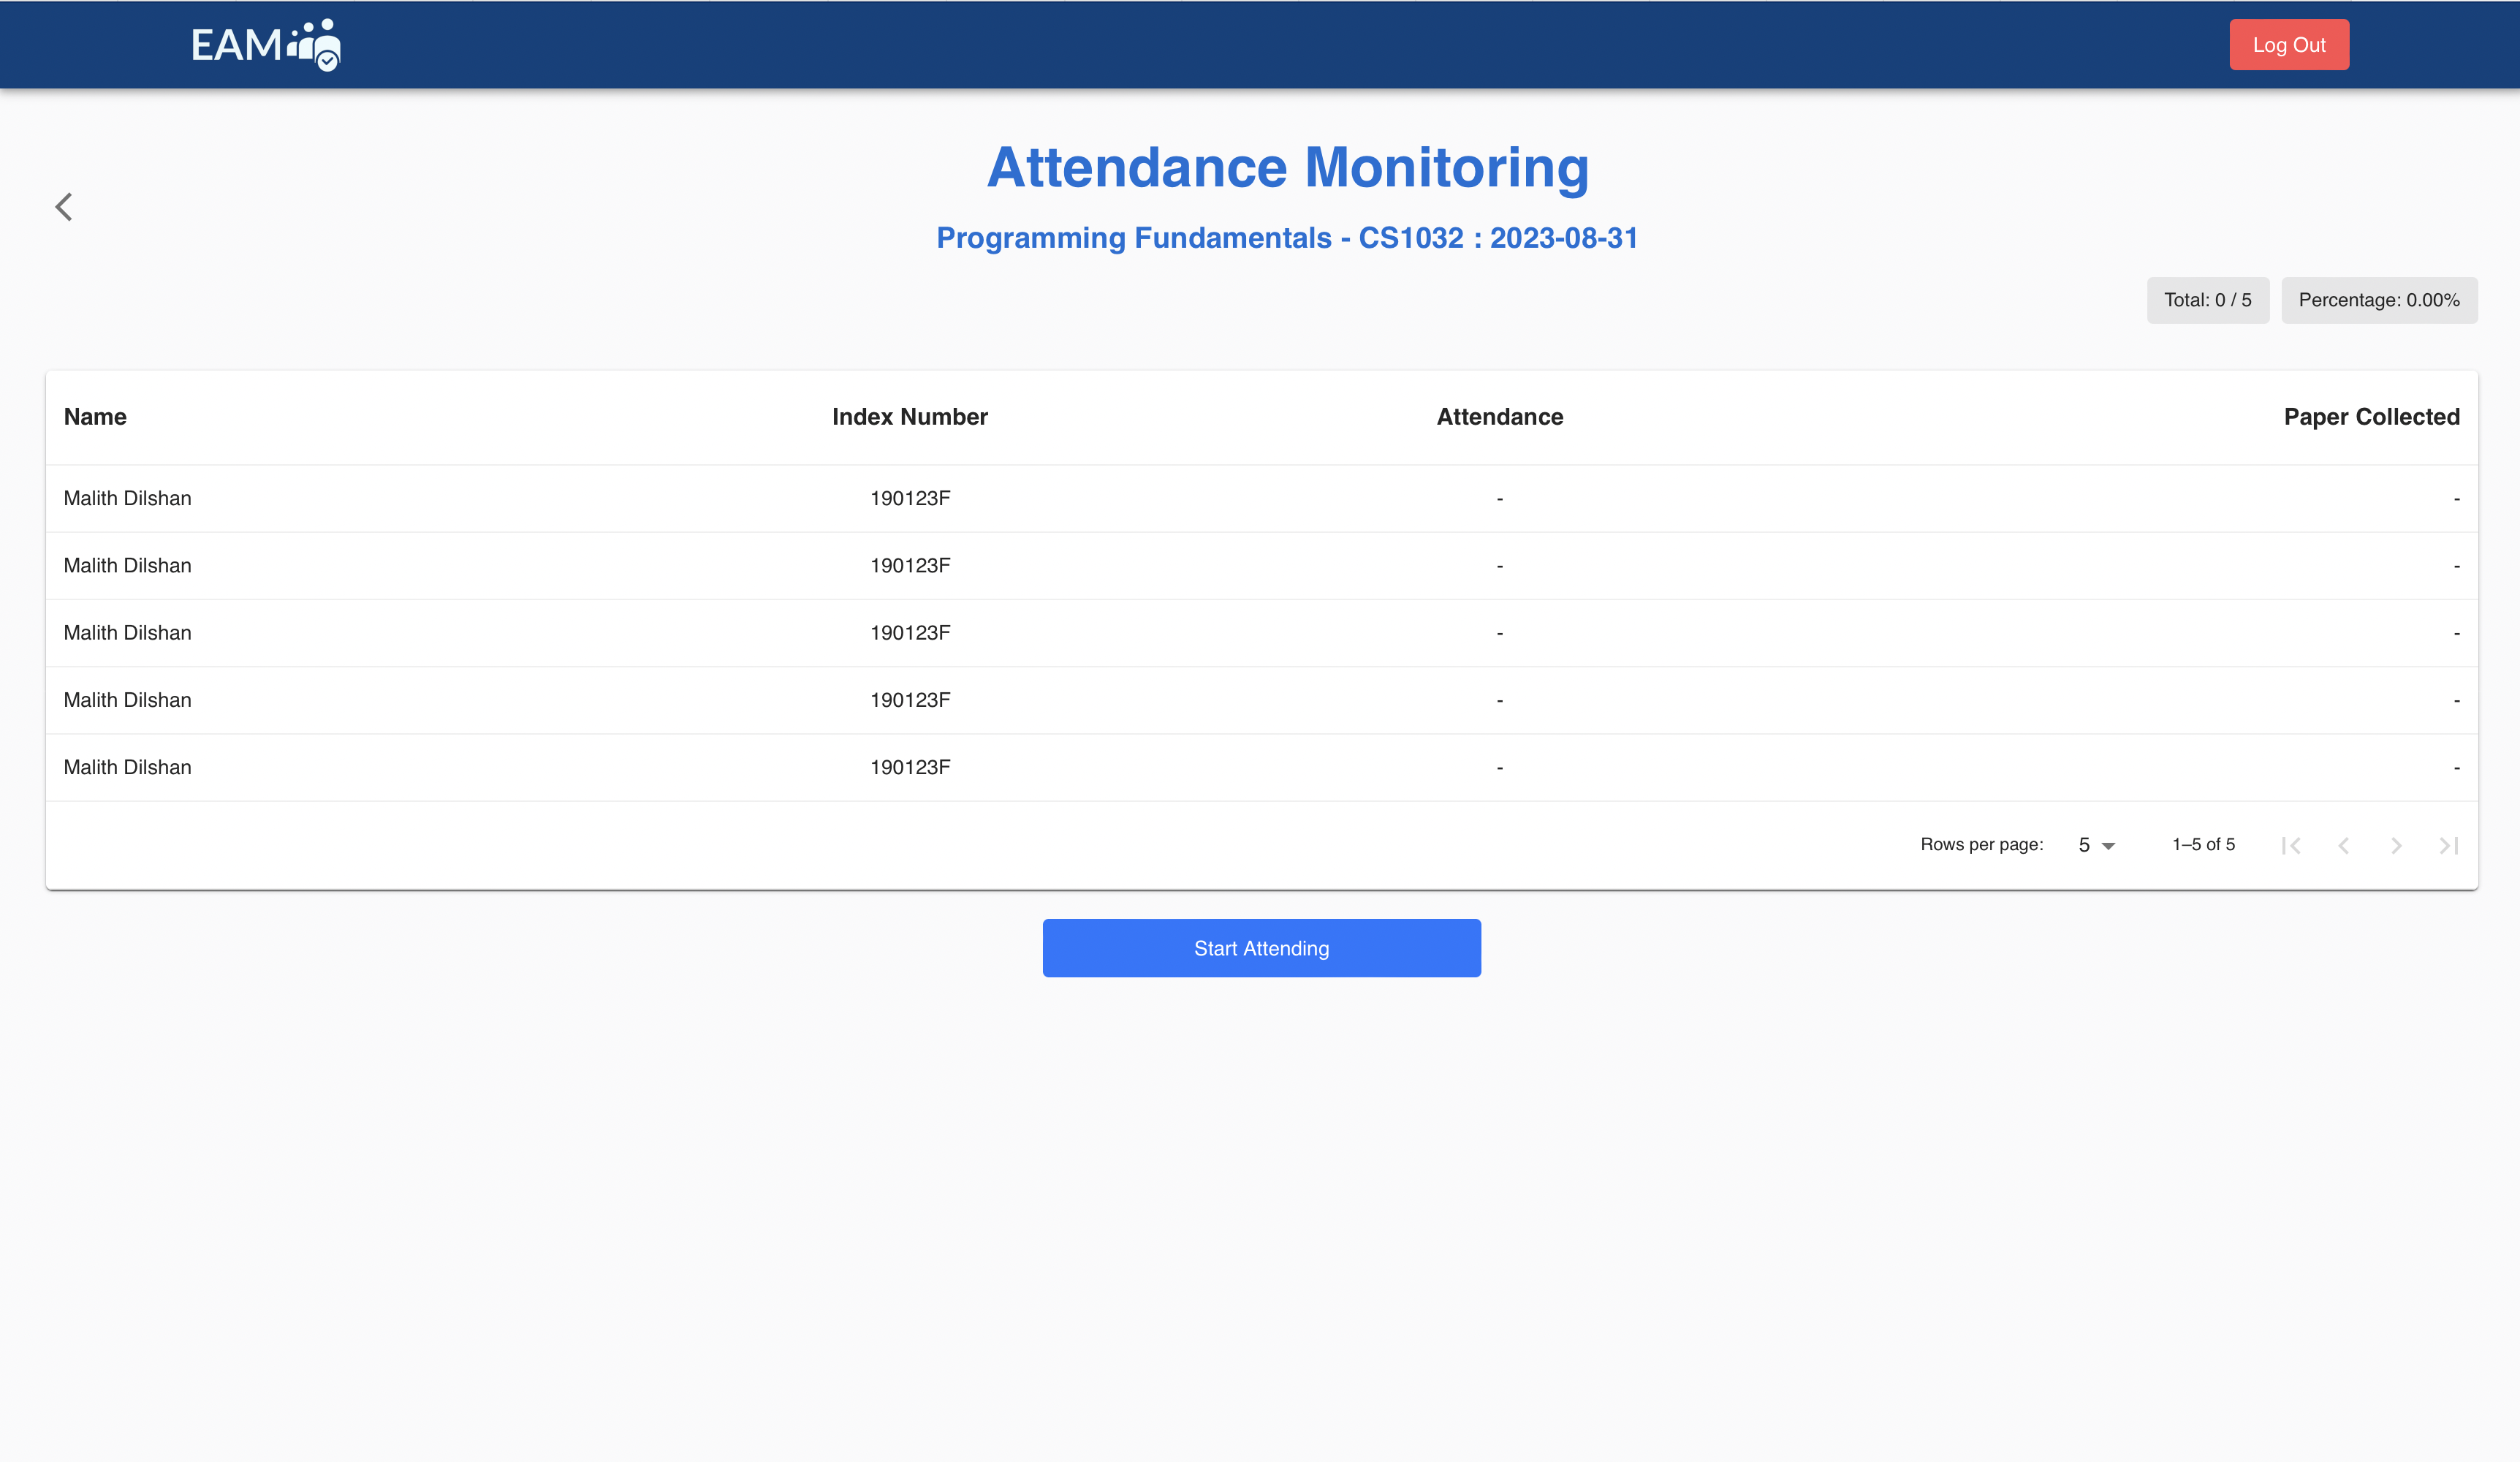 EAM
Log Out
Attendance Monitoring
Programming Fundamentals - CS1032 : 2023-08-31
Total: 0 / 5 Percentage: 0.00%
Name Index Number Attendance Paper Collected
Malith Dilshan 190123F - -
Malith Dilshan 190123F - -
Malith Dilshan 190123F - -
Malith Dilshan 190123F - -
Malith Dilshan 190123F - -
Rows per page: 5 1–5 of 5
Start Attending